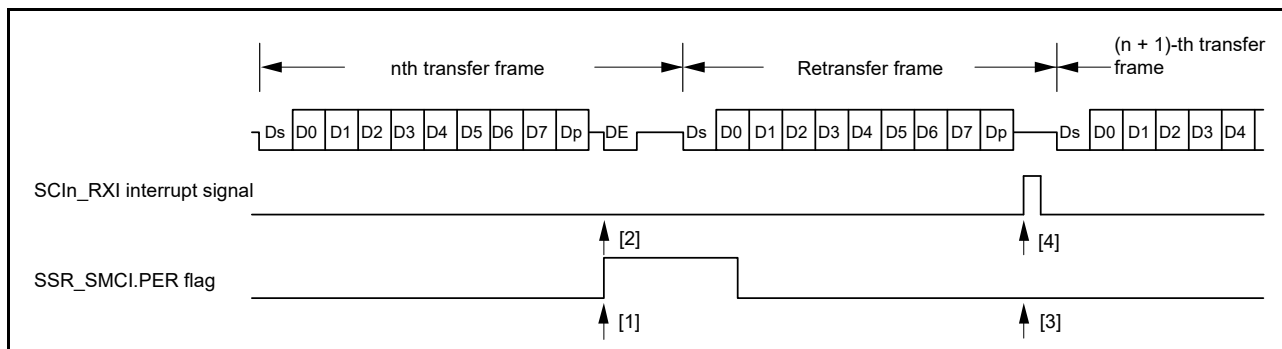 nth transfer frame
Retransfer frame
(n + 1)-th transfer
frame
Ds D0 D1 D2 D3 D4 D5 D6 D7 Dp DE Ds D0 D1 D2 D3 D4 D5 D6 D7 Dp Ds D0 D1 D2 D3 D4
SCIn_RXI interrupt signal
[2] [4]
SSR_SMCI.PER flag
[1] [3]